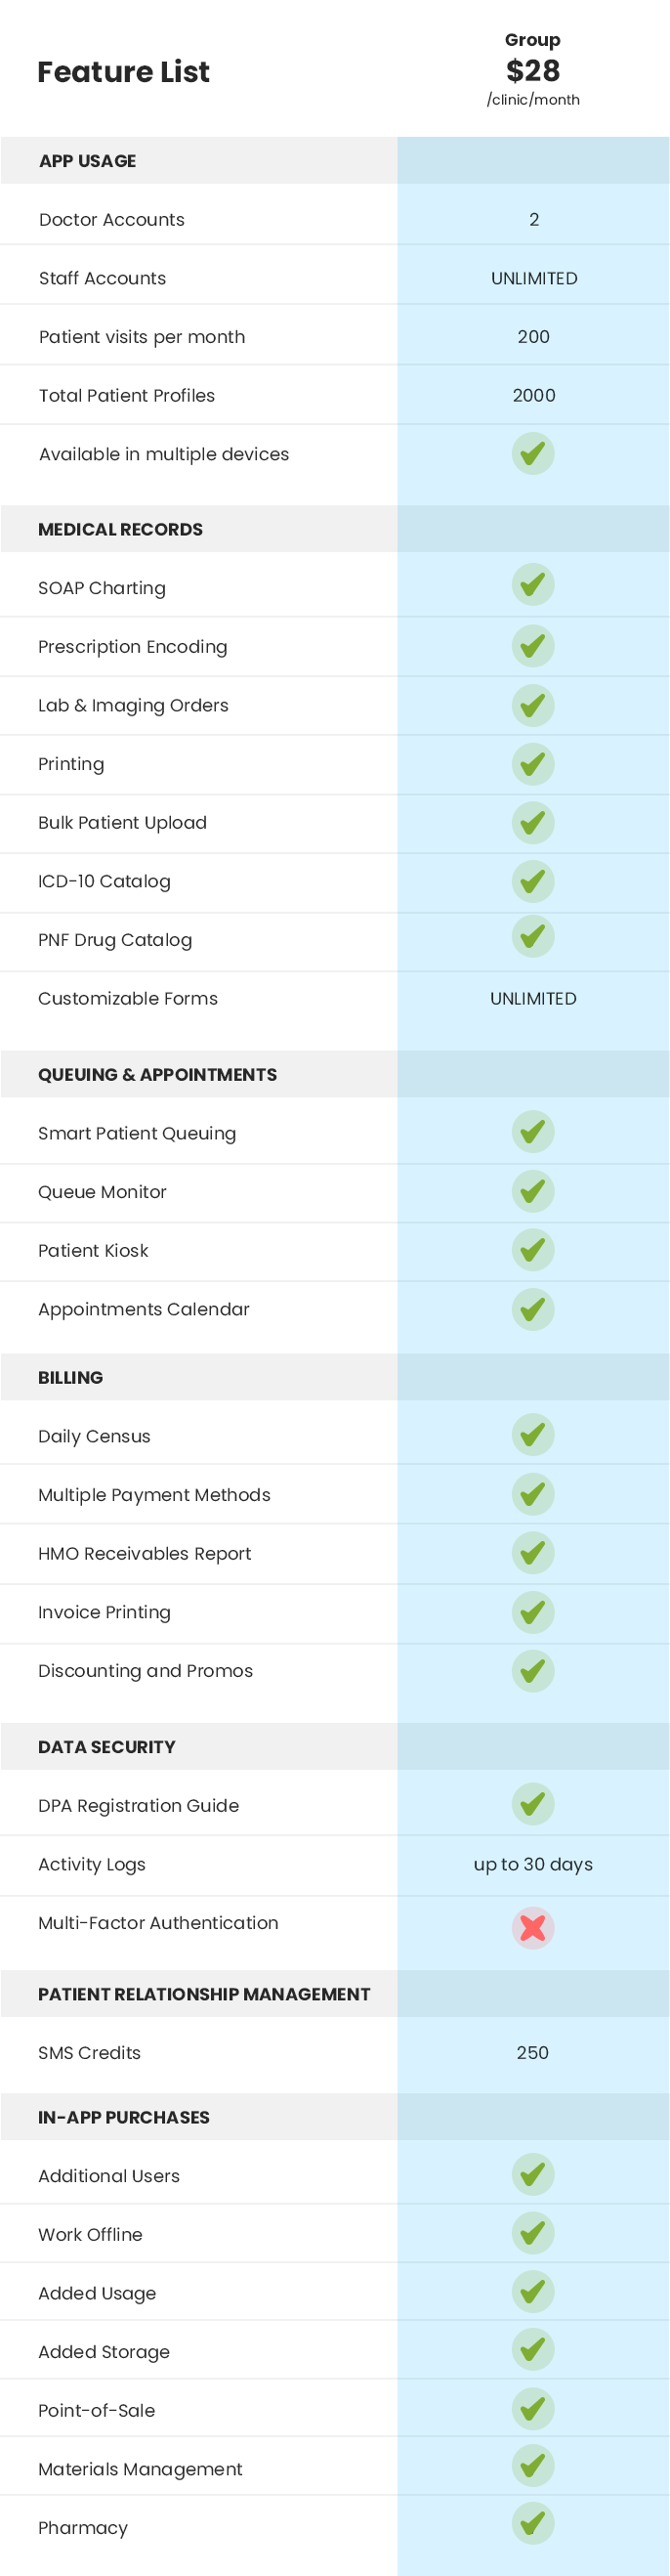 Group
Feature List
$28
/clinic/month
APP USAGE
Doctor Accounts 2
Staff Accounts UNLIMITED
Patient visits per month 200
Total Patient Profiles 2000
Available in multiple devices
MEDICAL RECORDS
SOAP Charting
Prescription Encoding
Lab & Imaging Orders
Printing
Bulk Patient Upload
ICD-10 Catalog
PNF Drug Catalog
Customizable Forms UNLIMITED
QUEUING & APPOINTMENTS
Smart Patient Queuing
Queue Monitor
Patient Kiosk
Appointments Calendar
BILLING
Daily Census
Multiple Payment Methods
HMO Receivables Report
Invoice Printing
Discounting and Promos
DATA SECURITY
DPA Registration Guide
Activity Logs up to 30 days
Multi-Factor Authentication
PATIENT RELATIONSHIP MANAGEMENT
SMS Credits 250
IN-APP PURCHASES
Additional Users
Work Offline
Added Usage
Added Storage
Point-of-Sale
Materials Management
Pharmacy